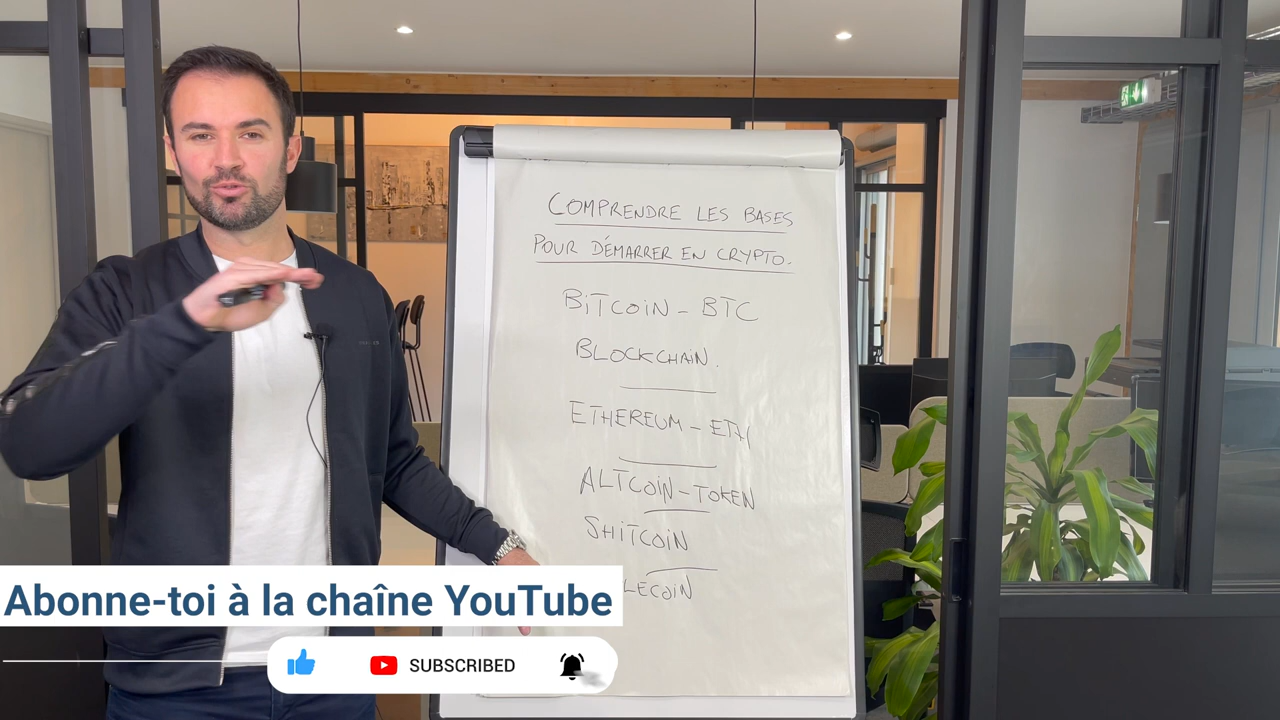 COMPRENDRE LES BASES
POUR DÉMARRER EN CRYPTO.
BITCOIN - BTC
BLOCKCHAIN.
ETHEREUM - ETH
ALTCOIN - TOKEN
SHITCOIN
LECOIN
Abonne-toi à la chaîne YouTube
SUBSCRIBED